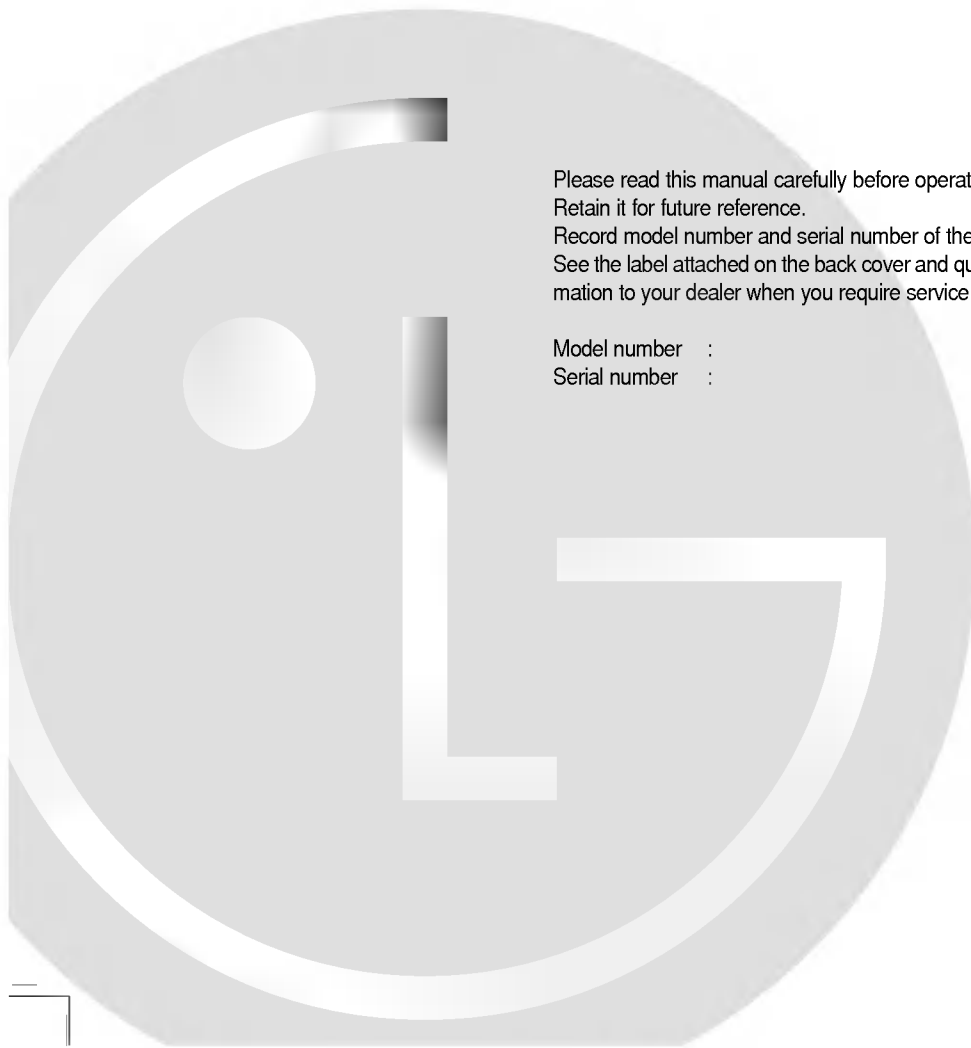 Please read this manual carefully before operat
Retain it for future reference.
Record model number and serial number of the
See the label attached on the back cover and qu
mation to your dealer when you require service
Model number :
Serial number :